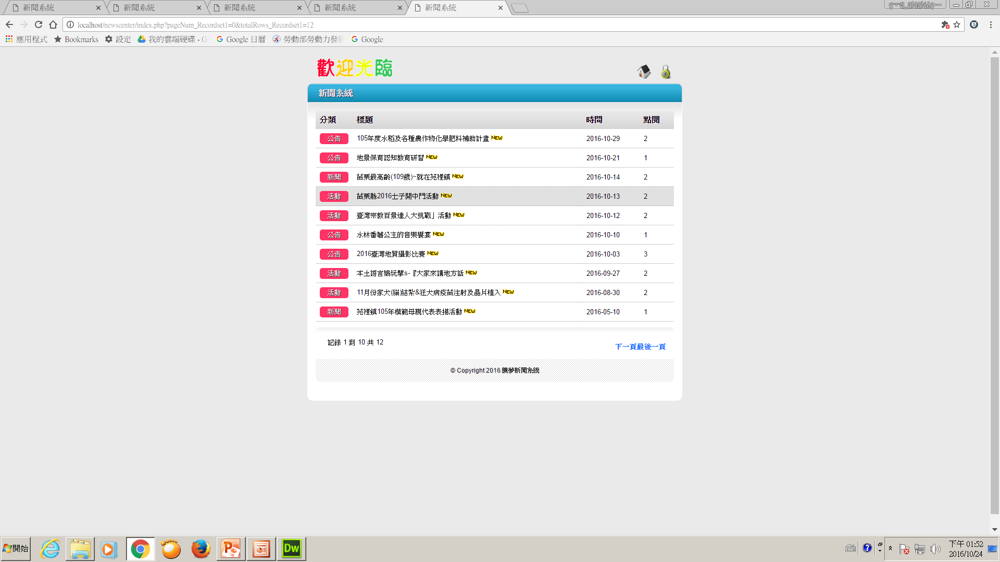 新聞系統 新聞系統 新聞系統 新聞系統 新聞系統
localhost/newscenter/index.php?pageNum_Recordset1=0&totalRows_Recordset1=12
應用程式 Bookmarks 設定 我的雲端硬碟 - G Google 日曆 勞動部勞動力發 Google
歡迎光臨
新聞系統
分類 標題 時間 點閱
公告 105年度水稻及各種農作物化學肥料補助計畫 NEW 2016-10-29 2
公告 地景保育認知教育研習 NEW 2016-10-21 1
新聞 苗栗最高齡(109歲)~就在苑裡鎮 NEW 2016-10-14 2
活動 苗栗縣2016士子開中門活動 NEW 2016-10-13 2
活動 臺灣宗教百景達人大挑戰」活動 NEW 2016-10-12 2
公告 水林番薯公主的音樂饗宴 NEW 2016-10-10 1
公告 2016臺灣地質攝影比賽 NEW 2016-10-03 3
活動 本土語言嬤玩孽s-『大家來講地方話 NEW 2016-09-27 2
活動 11月份家犬(貓)結紮&狂犬病疫苗注射及晶片植入 NEW 2016-08-30 2
新聞 苑裡鎮105年模範母親代表表揚活動 NEW 2016-05-10 1
記錄 1 到 10 共 12
下一頁最後一頁
© Copyright 2016 織夢新聞系統
開始
Dw
下午 01:52
2016/10/24